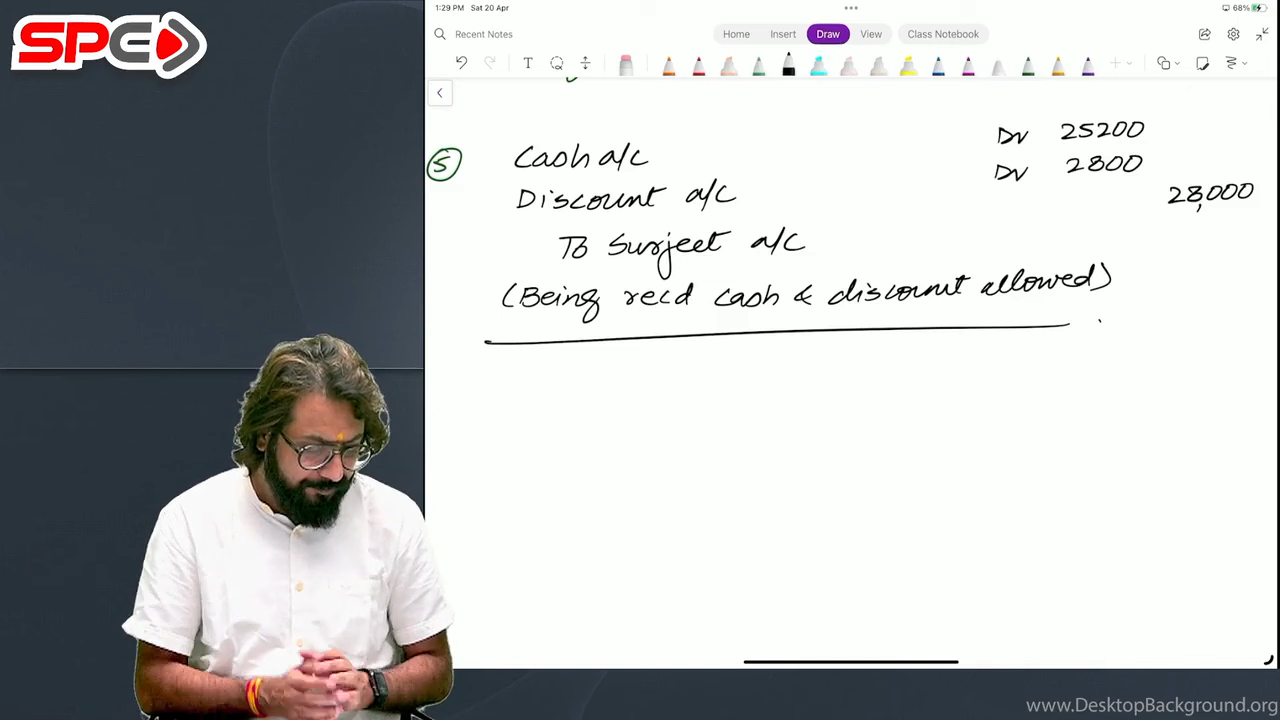 SPE
1:29 PM Sat 20 Apr
68%
Recent Notes
Home Insert Draw View Class Notebook
T
5 Cash a/c Dr 25200
Discount a/c Dr 2800
To Surjeet a/c 28,000
(Being recd cash & discount allowed)
www.DesktopBackground.org